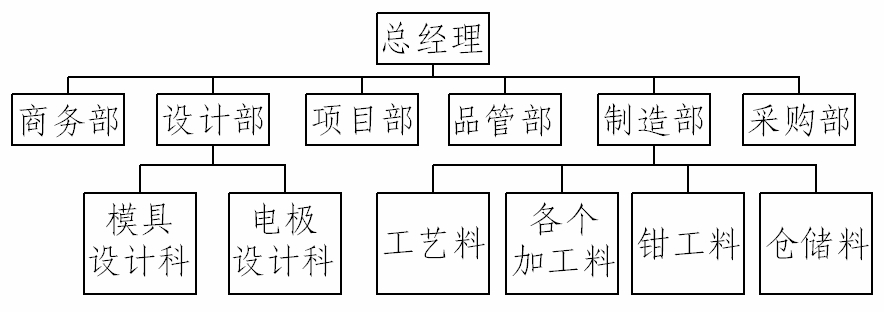 总经理
商务部
设计部
项目部
品管部
制造部
采购部
模具
设计科
电极
设计科
工艺料
各个
加工料
钳工料
仓储料